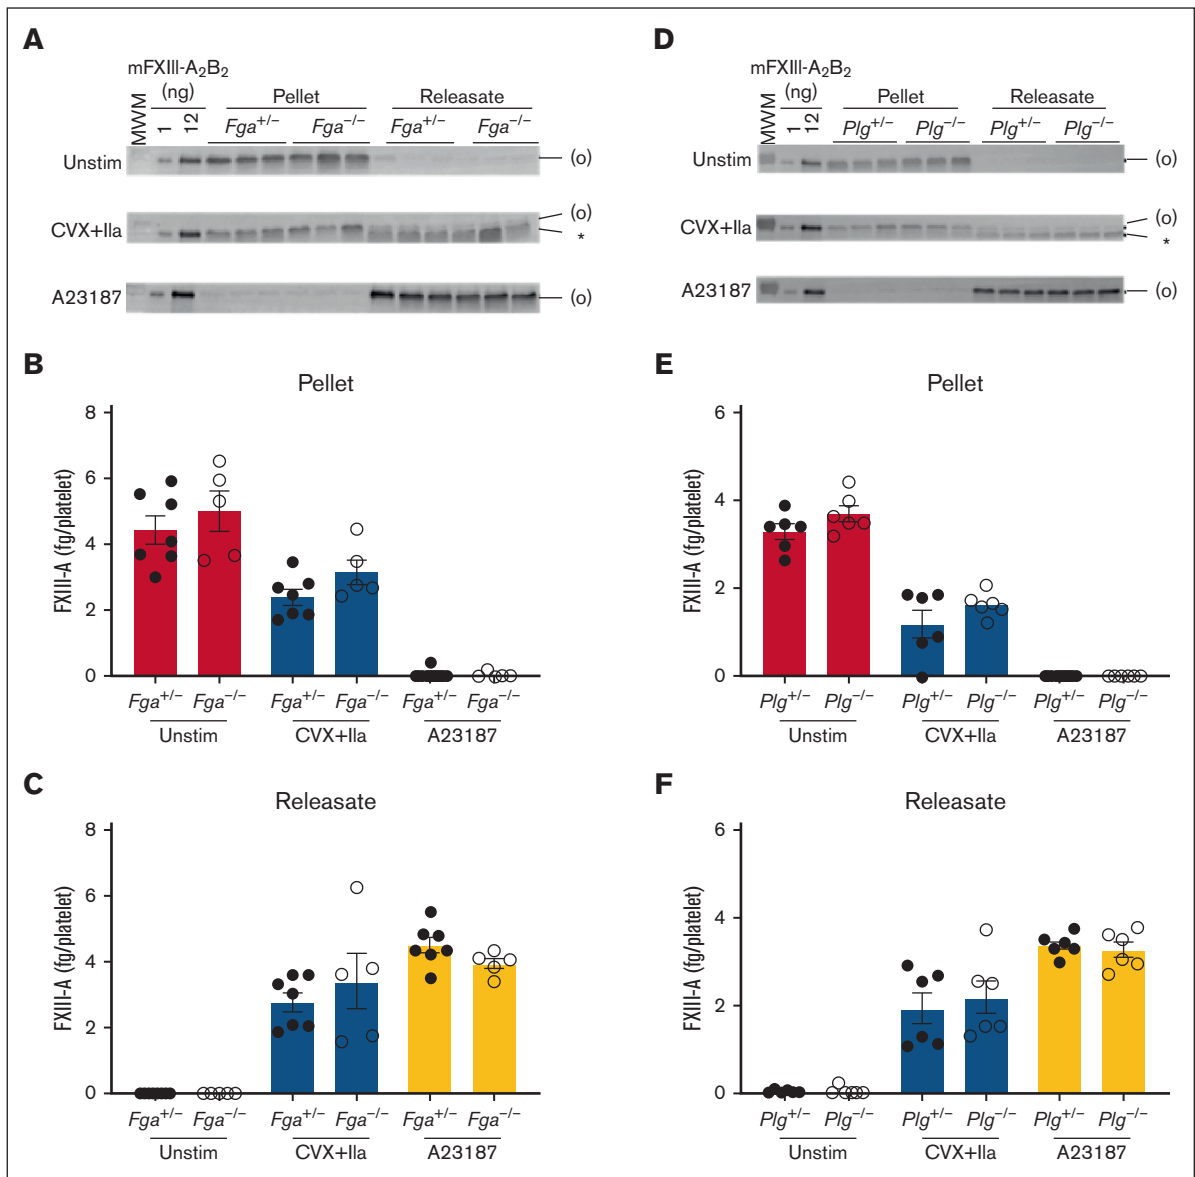 A
mFXIII-A₂B₂
(ng)
Pellet
Releasate
MWM
1
12
Fga⁺/⁻
Fga⁻/⁻
Fga⁺/⁻
Fga⁻/⁻
Unstim
(o)
CVX+IIa
(o)
*
A23187
(o)
B
Pellet
FXIII-A (fg/platelet)
8
6
4
2
0
Fga⁺/⁻ Fga⁻/⁻ Fga⁺/⁻ Fga⁻/⁻ Fga⁺/⁻ Fga⁻/⁻
Unstim CVX+IIa A23187
C
Releasate
FXIII-A (fg/platelet)
8
6
4
2
0
Fga⁺/⁻ Fga⁻/⁻ Fga⁺/⁻ Fga⁻/⁻ Fga⁺/⁻ Fga⁻/⁻
Unstim CVX+IIa A23187
D
mFXIII-A₂B₂
(ng)
Pellet
Releasate
MWM
1
12
Plg⁺/⁻
Plg⁻/⁻
Plg⁺/⁻
Plg⁻/⁻
Unstim
(o)
CVX+IIa
(o)
*
A23187
(o)
E
Pellet
FXIII-A (fg/platelet)
6
4
2
0
Plg⁺/⁻ Plg⁻/⁻ Plg⁺/⁻ Plg⁻/⁻ Plg⁺/⁻ Plg⁻/⁻
Unstim CVX+IIa A23187
F
Releasate
FXIII-A (fg/platelet)
6
4
2
0
Plg⁺/⁻ Plg⁻/⁻ Plg⁺/⁻ Plg⁻/⁻ Plg⁺/⁻ Plg⁻/⁻
Unstim CVX+IIa A23187